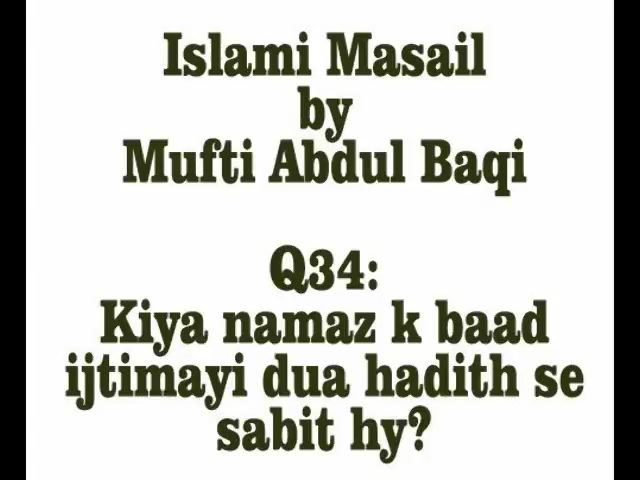 Islami Masail
by
Mufti Abdul Baqi
Q34:
Kiya namaz k baad
ijtimayi dua hadith se
sabit hy?